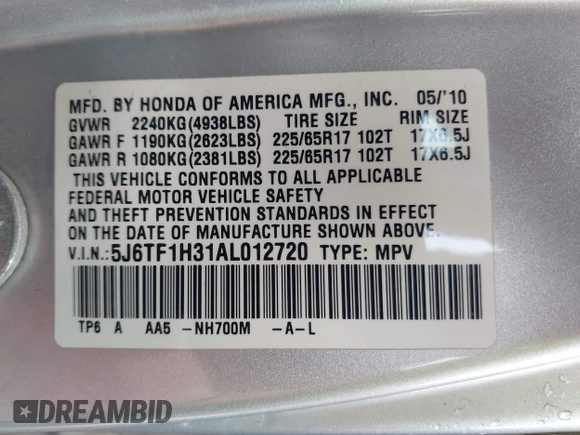 MFD. BY HONDA OF AMERICA MFG., INC. 05/'10
GVWR 2240KG(4938LBS) TIRE SIZE RIM SIZE
GAWR F 1190KG(2623LBS) 225/65R17 102T 17X6.5J
GAWR R 1080KG(2381LBS) 225/65R17 102T 17X6.5J
THIS VEHICLE CONFORMS TO ALL APPLICABLE
FEDERAL MOTOR VEHICLE SAFETY
AND THEFT PREVENTION STANDARDS IN EFFECT
ON THE DATE OF MANUFACTURE SHOWN ABOVE.
V.I.N.: 5J6TF1H31AL012720 TYPE: MPV
TP6 A AA5 -NH700M -A-L
DREAMBID